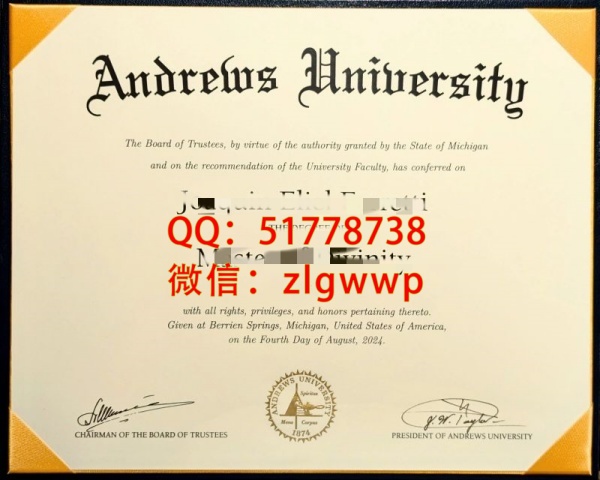 Andrews University
The Board of Trustees, by virtue of the authority granted by the State of Michigan
and on the recommendation of the University Faculty, has conferred on
QQ：51778738
微信：zlgwwp
with all rights, privileges, and honors pertaining thereto.
Given at Berrien Springs, Michigan, United States of America,
on the Fourth Day of August, 2024.
ANDREWS UNIVERSITY
Spiritus
Mens Corpus
1874
CHAIRMAN OF THE BOARD OF TRUSTEES
PRESIDENT OF ANDREWS UNIVERSITY